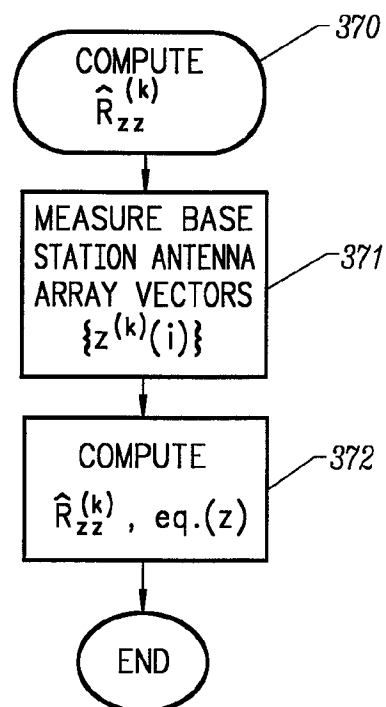 370
COMPUTE
R̂zz(k)
MEASURE BASE
STATION ANTENNA
ARRAY VECTORS
{z(k)(i)}
371
COMPUTE
R̂zz(k), eq.(z)
372
END